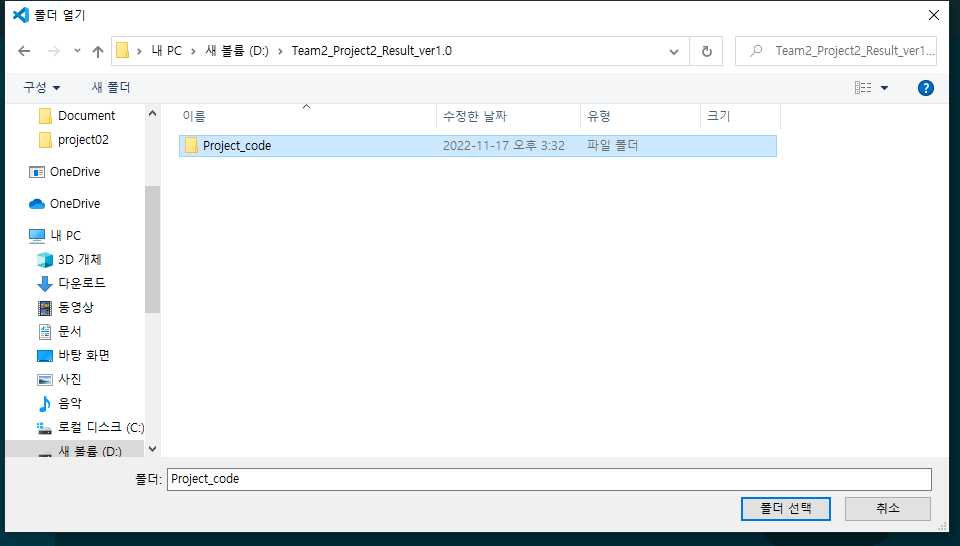 폴더 열기
내 PC
새 볼륨 (D:)
Team2_Project2_Result_ver1.0
Team2_Project2_Result_ver1...
구성
새 폴더
?
Document
project02
OneDrive
OneDrive
내 PC
3D 개체
다운로드
동영상
문서
바탕 화면
사진
음악
로컬 디스크 (C:)
새 볼륨 (D:)
이름
수정한 날짜
유형
크기
Project_code
2022-11-17 오후 3:32
파일 폴더
폴더:
Project_code
폴더 선택
취소